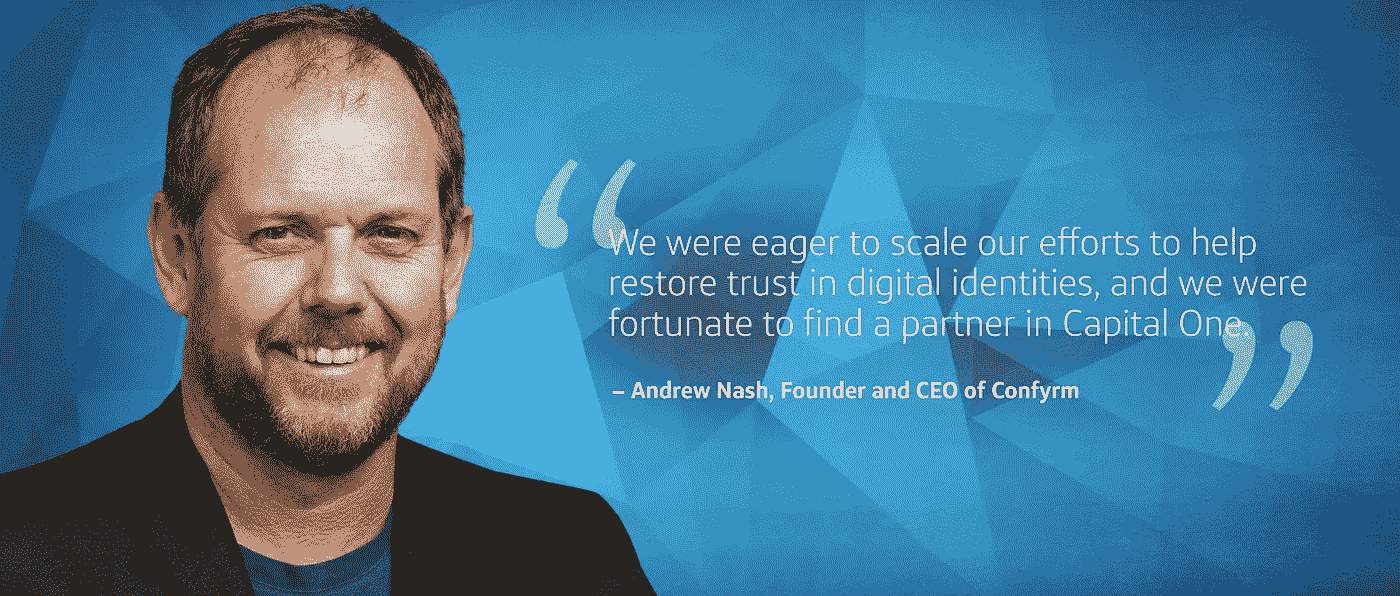 “We were eager to scale our efforts to help
restore trust in digital identities, and we were
fortunate to find a partner in Capital One.”
– Andrew Nash, Founder and CEO of Confyrm